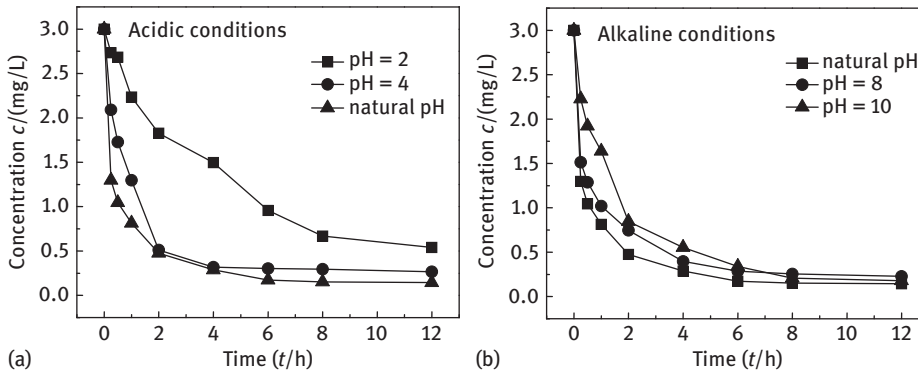 Acidic conditions
pH = 2
pH = 4
natural pH
Concentration c/(mg/L)
3.0
2.5
2.0
1.5
1.0
0.5
0.0
0 2 4 6 8 10 12
Time (t/h)
(a)
Alkaline conditions
natural pH
pH = 8
pH = 10
Concentration c/(mg/L)
3.0
2.5
2.0
1.5
1.0
0.5
0.0
0 2 4 6 8 10 12
Time (t/h)
(b)